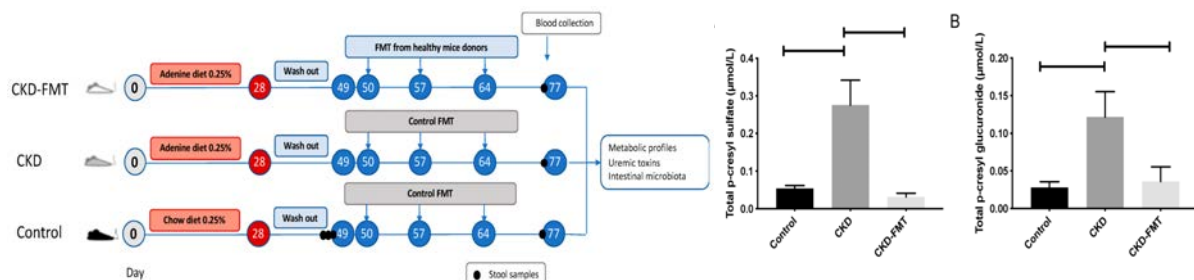 Blood collection
FMT from healthy mice donors
Adenine diet 0.25%
Wash out
CKD-FMT
0
28
49
50
57
64
77
Control FMT
Adenine diet 0.25%
Wash out
CKD
0
28
49
50
57
64
77
Metabolic profiles
Uremic toxins
Intestinal microbiota
Control FMT
Chow diet 0.25%
Wash out
Control
0
28
49
50
57
64
77
Day
Stool samples
Total p-cresyl sulfate (µmol/L)
0.4
0.3
0.2
0.1
0.0
Control
CKD
CKD-FMT
B
Total p-cresyl glucuronide (µmol/L)
0.20
0.15
0.10
0.05
0.00
Control
CKD
CKD-FMT